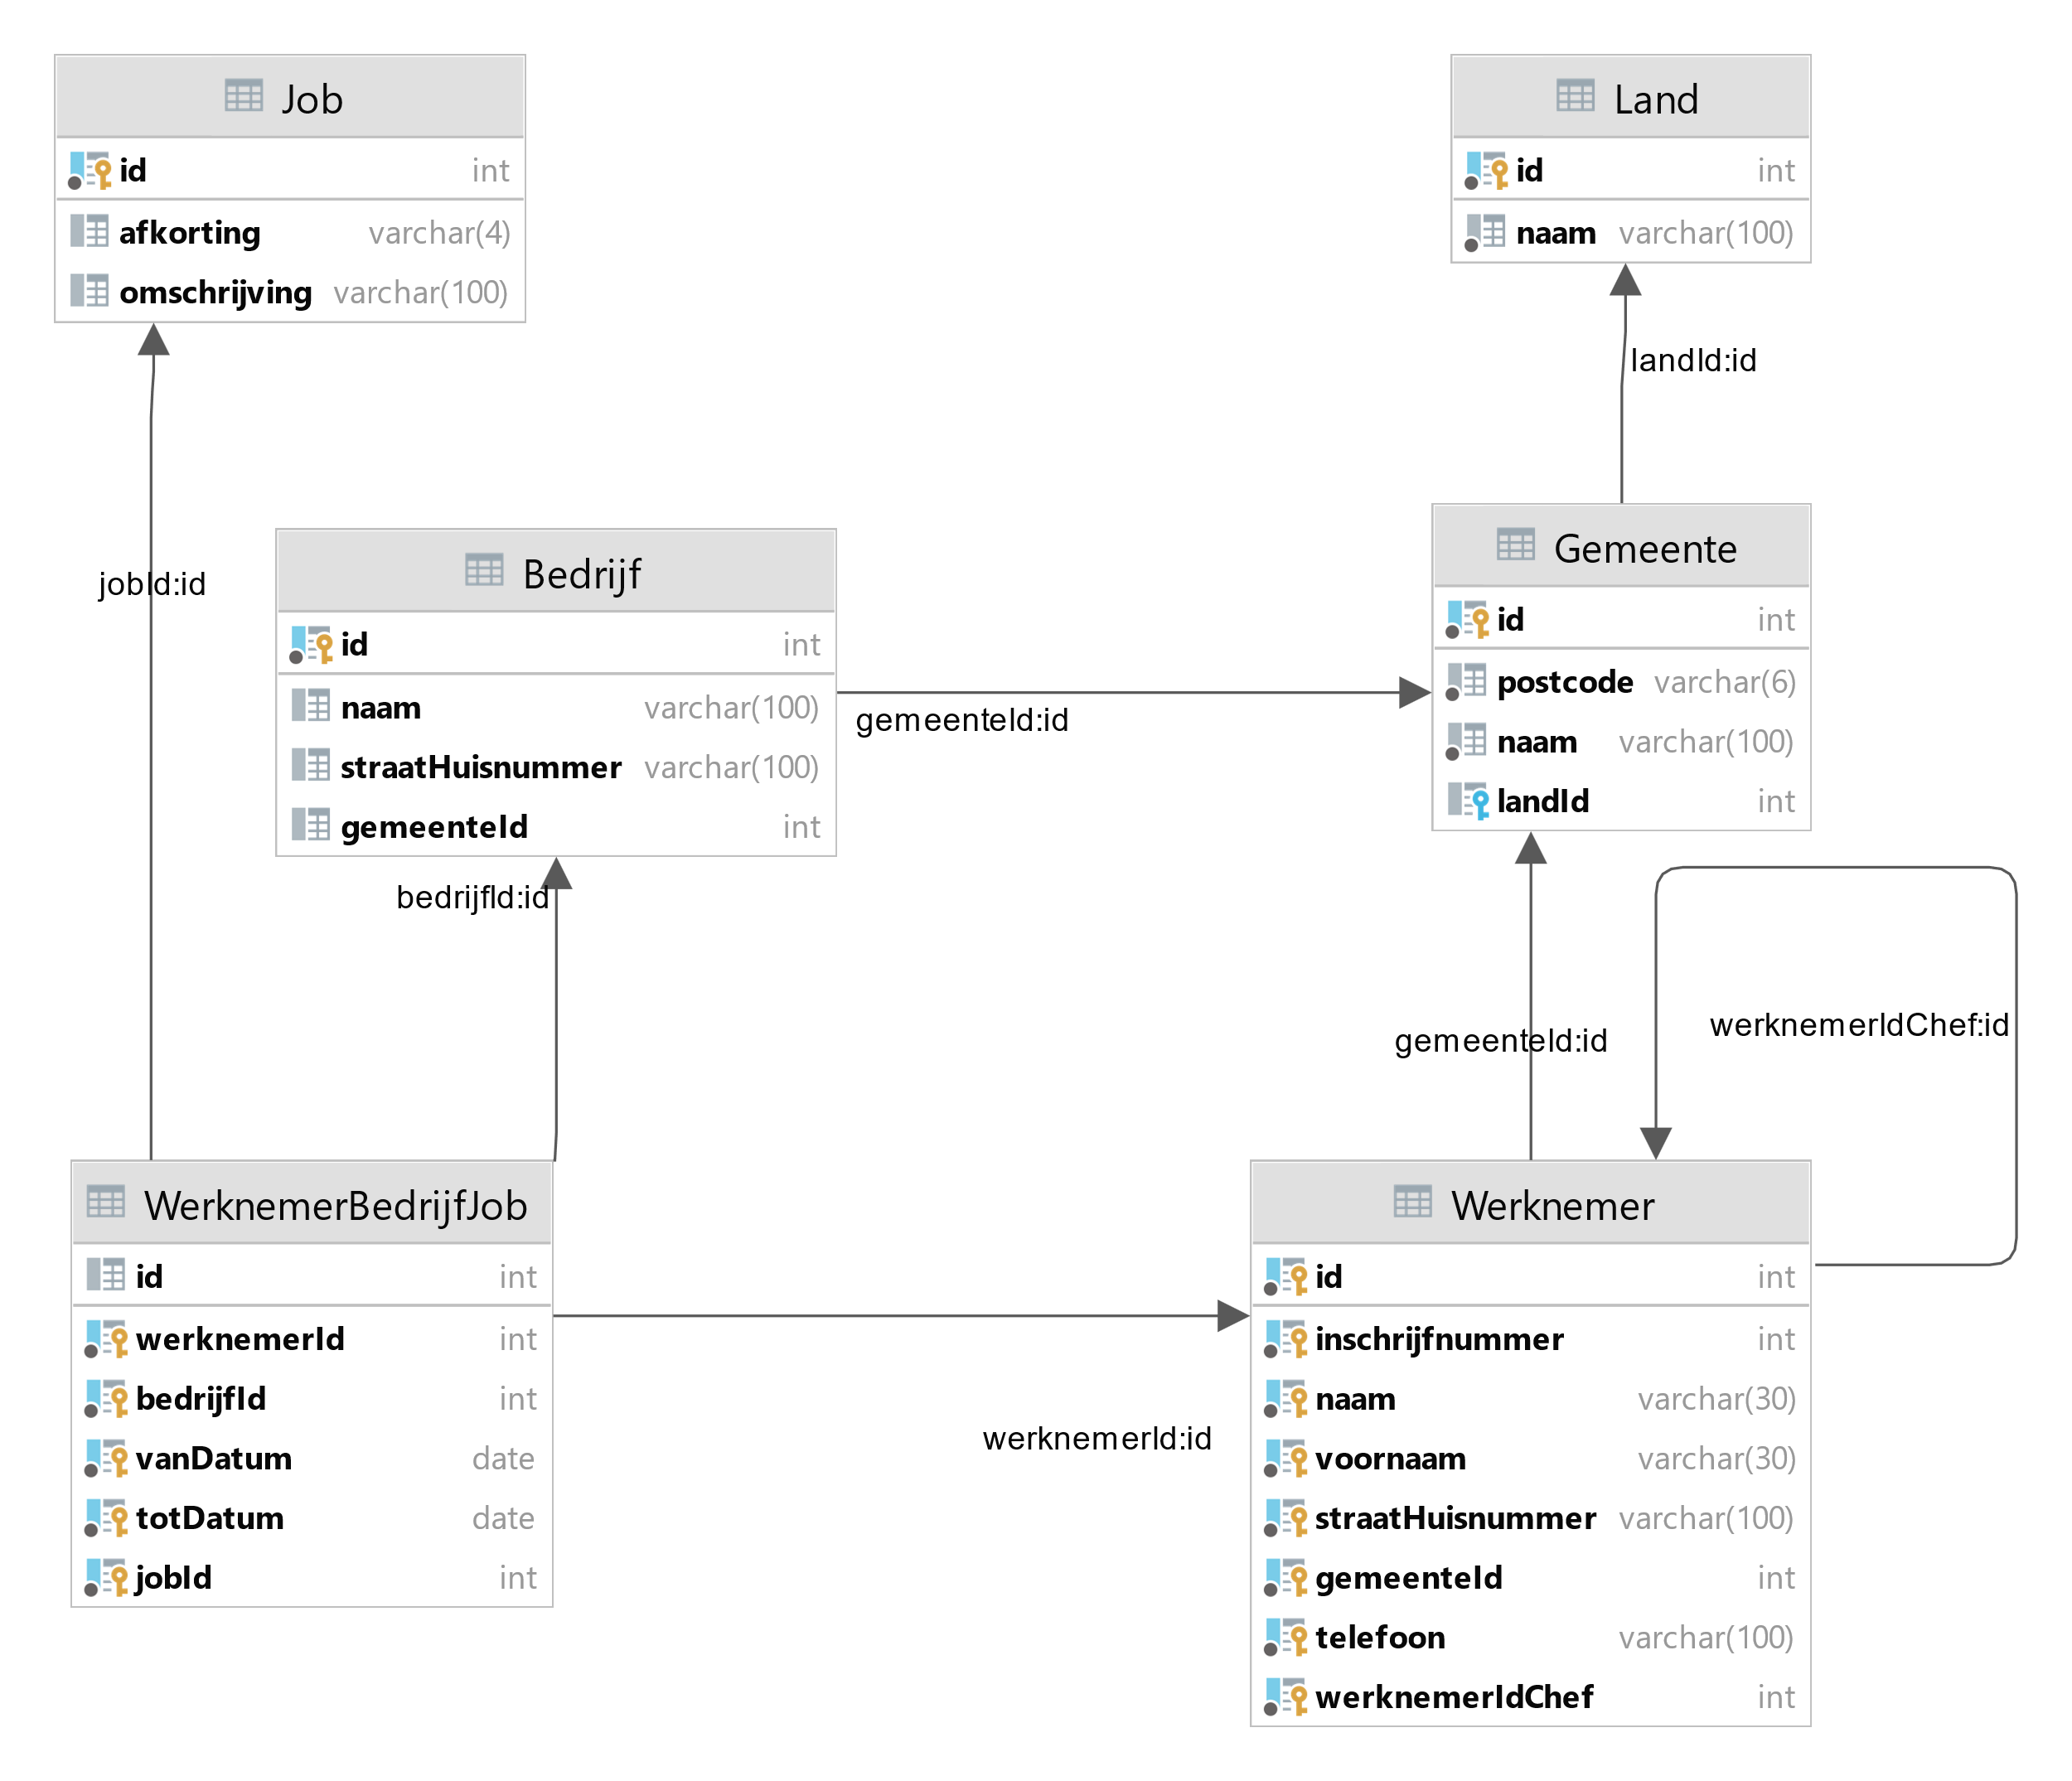 Job
id int
afkorting varchar(4)
omschrijving varchar(100)
Land
id int
naam varchar(100)
landId:id
jobId:id
Bedrijf
id int
naam varchar(100)
straatHuisnummer varchar(100)
gemeenteId int
gemeenteId:id
Gemeente
id int
postcode varchar(6)
naam varchar(100)
landId int
bedrijfId:id
gemeenteId:id
werknemerIdChef:id
WerknemerBedrijfJob
id int
werknemerId int
bedrijfId int
vanDatum date
totDatum date
jobId int
werknemerId:id
Werknemer
id int
inschrijfnummer int
naam varchar(30)
voornaam varchar(30)
straatHuisnummer varchar(100)
gemeenteId int
telefoon varchar(100)
werknemerIdChef int